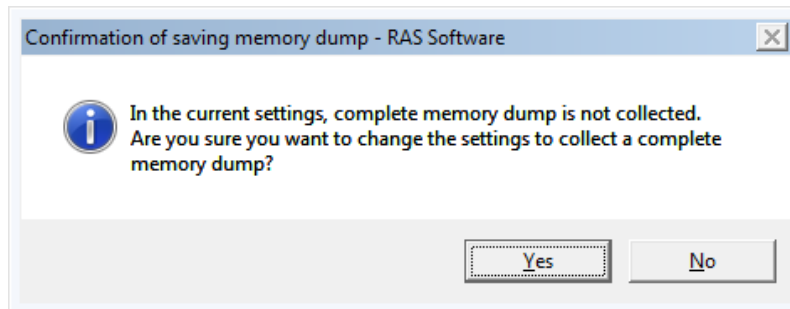 Confirmation of saving memory dump - RAS Software
In the current settings, complete memory dump is not collected.
Are you sure you want to change the settings to collect a complete
memory dump?
Yes
No